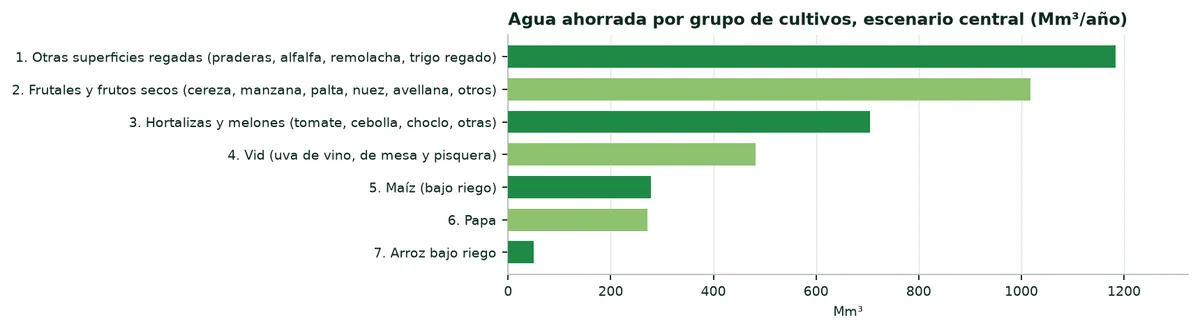 Agua ahorrada por grupo de cultivos, escenario central (Mm³/año)
1. Otras superficies regadas (praderas, alfalfa, remolacha, trigo regado)
2. Frutales y frutos secos (cereza, manzana, palta, nuez, avellana, otros)
3. Hortalizas y melones (tomate, cebolla, choclo, otras)
4. Vid (uva de vino, de mesa y pisquera)
5. Maíz (bajo riego)
6. Papa
7. Arroz bajo riego
0 200 400 600 800 1000 1200
Mm³